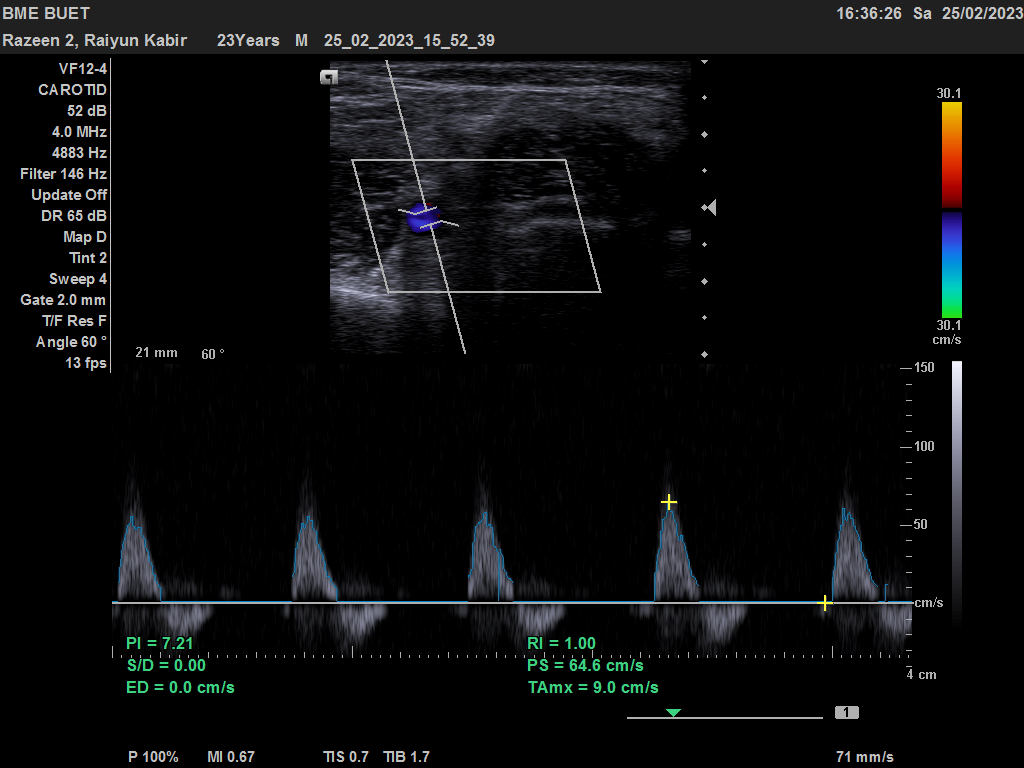 BME BUET 16:36:26 Sa 25/02/2023
Razeen 2, Raiyun Kabir 23Years M 25_02_2023_15_52_39
VF12-4
CAROTID
52 dB
4.0 MHz
4883 Hz
Filter 146 Hz
Update Off
DR 65 dB
Map D
Tint 2
Sweep 4
Gate 2.0 mm
T/F Res F
Angle 60 °
13 fps
21 mm 60 °
30.1
30.1
cm/s
150
100
50
cm/s
4 cm
PI = 7.21
S/D = 0.00
ED = 0.0 cm/s
RI = 1.00
PS = 64.6 cm/s
TAmx = 9.0 cm/s
1
P 100% MI 0.67 TIS 0.7 TIB 1.7 71 mm/s